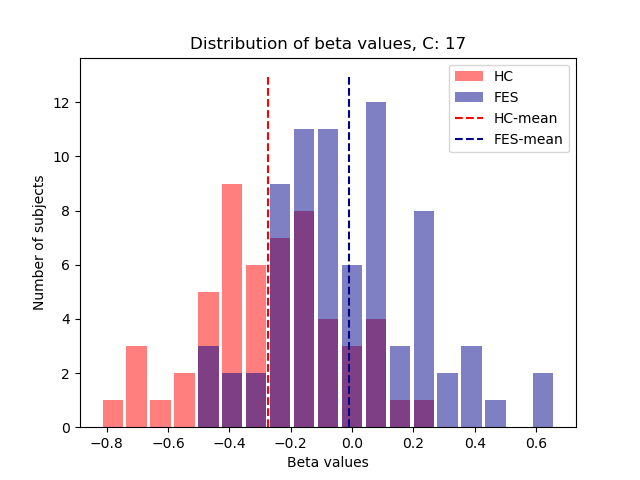 Distribution of beta values, C: 17
HC
FES
HC-mean
FES-mean
Number of subjects
12
10
8
6
4
2
0
−0.8 −0.6 −0.4 −0.2 0.0 0.2 0.4 0.6
Beta values